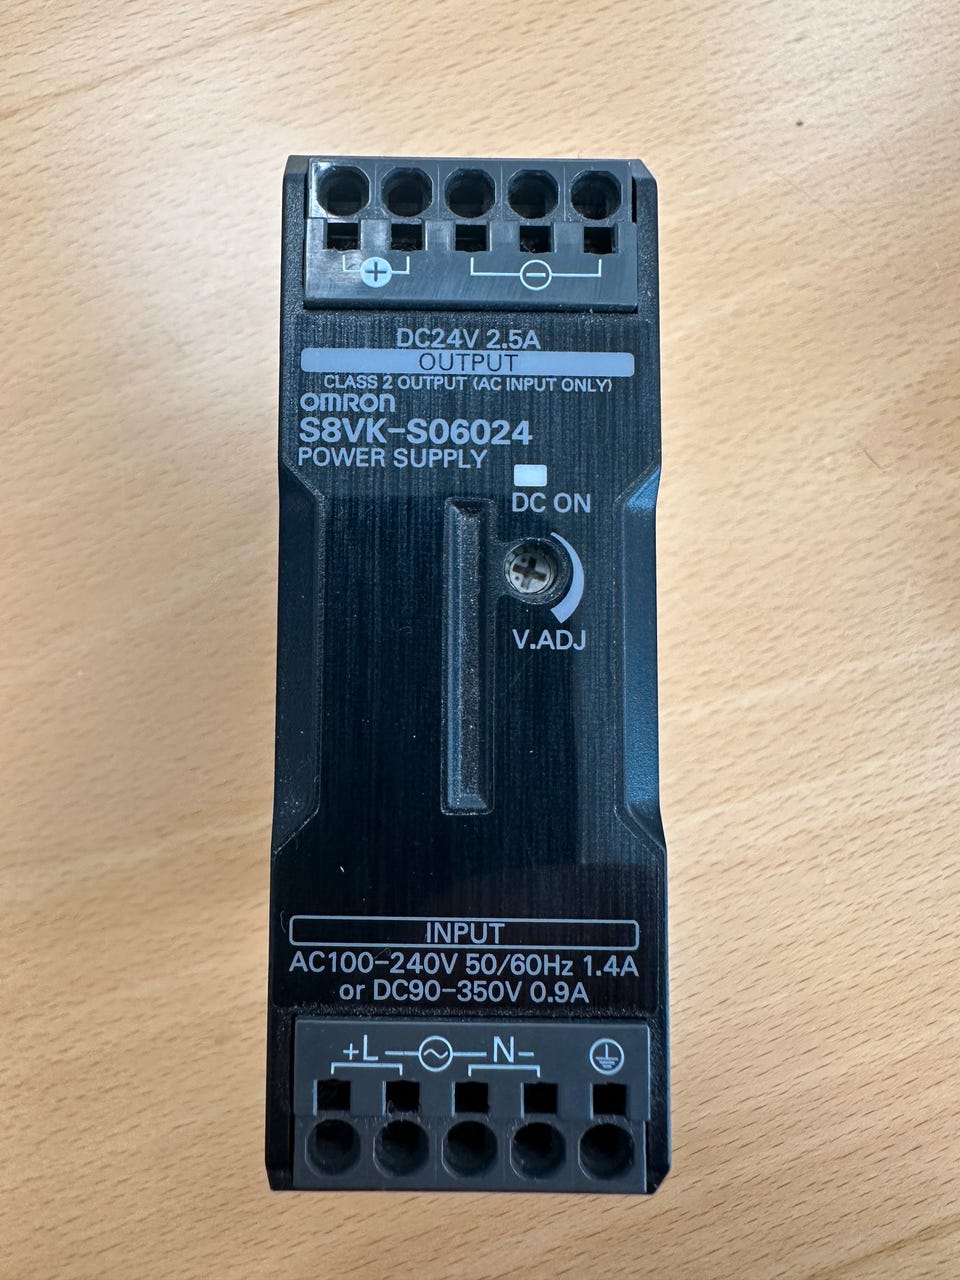 + -
DC24V 2.5A
OUTPUT
CLASS 2 OUTPUT (AC INPUT ONLY)
omron
S8VK-S06024
POWER SUPPLY
DC ON
V.ADJ
INPUT
AC100-240V 50/60Hz 1.4A
or DC90-350V 0.9A
+L ~ N-